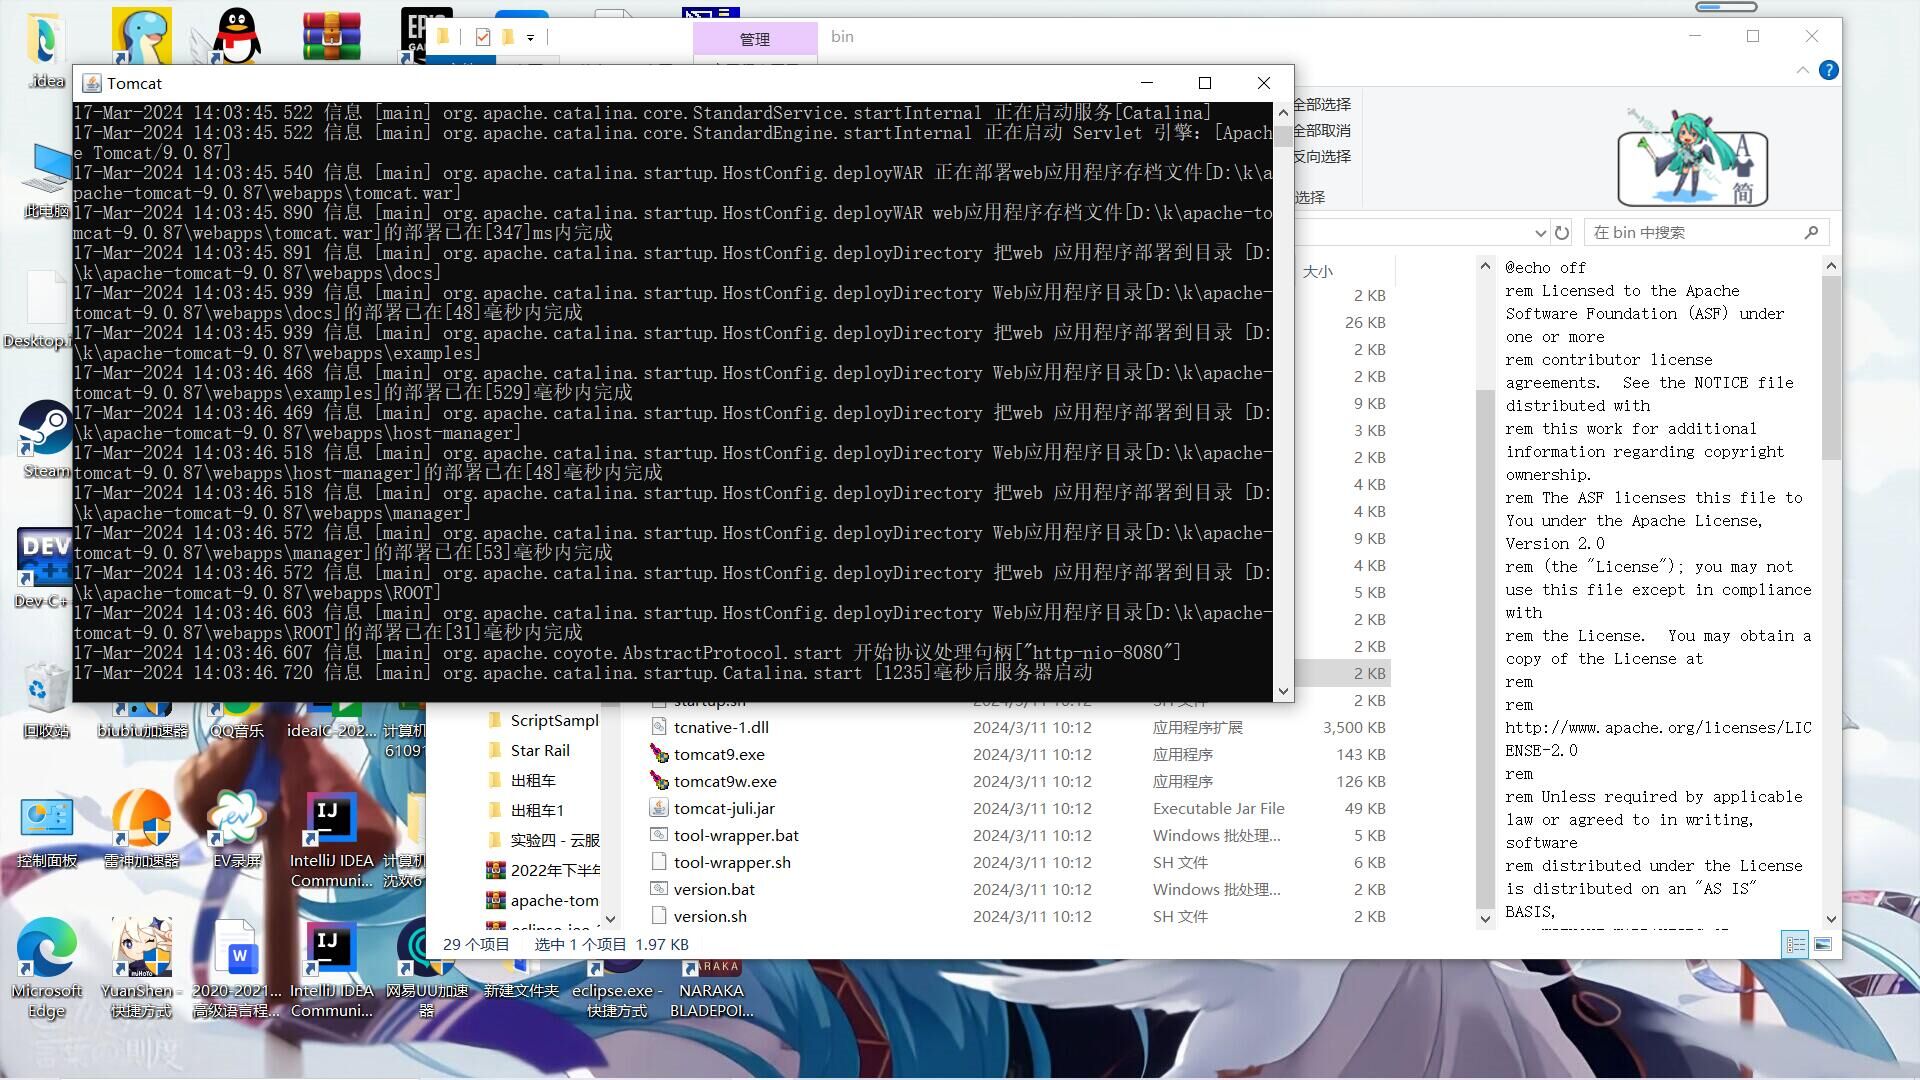 管理
bin
Tomcat
17-Mar-2024 14:03:45.522 信息 [main] org.apache.catalina.core.StandardService.startInternal 正在启动服务[Catalina]
17-Mar-2024 14:03:45.522 信息 [main] org.apache.catalina.core.StandardEngine.startInternal 正在启动 Servlet 引擎：[Apach
e Tomcat/9.0.87]
17-Mar-2024 14:03:45.540 信息 [main] org.apache.catalina.startup.HostConfig.deployWAR 正在部署web应用程序存档文件[D:\k\a
pache-tomcat-9.0.87\webapps\tomcat.war]
17-Mar-2024 14:03:45.890 信息 [main] org.apache.catalina.startup.HostConfig.deployWAR web应用程序存档文件[D:\k\apache-to
mcat-9.0.87\webapps\tomcat.war]的部署已在[347]ms内完成
17-Mar-2024 14:03:45.891 信息 [main] org.apache.catalina.startup.HostConfig.deployDirectory 把web 应用程序部署到目录 [D:
\k\apache-tomcat-9.0.87\webapps\docs]
17-Mar-2024 14:03:45.939 信息 [main] org.apache.catalina.startup.HostConfig.deployDirectory Web应用程序目录[D:\k\apache-
tomcat-9.0.87\webapps\docs]的部署已在[48]毫秒内完成
17-Mar-2024 14:03:45.939 信息 [main] org.apache.catalina.startup.HostConfig.deployDirectory 把web 应用程序部署到目录 [D:
\k\apache-tomcat-9.0.87\webapps\examples]
17-Mar-2024 14:03:46.468 信息 [main] org.apache.catalina.startup.HostConfig.deployDirectory Web应用程序目录[D:\k\apache-
tomcat-9.0.87\webapps\examples]的部署已在[529]毫秒内完成
17-Mar-2024 14:03:46.469 信息 [main] org.apache.catalina.startup.HostConfig.deployDirectory 把web 应用程序部署到目录 [D:
\k\apache-tomcat-9.0.87\webapps\host-manager]
17-Mar-2024 14:03:46.518 信息 [main] org.apache.catalina.startup.HostConfig.deployDirectory Web应用程序目录[D:\k\apache-
tomcat-9.0.87\webapps\host-manager]的部署已在[48]毫秒内完成
17-Mar-2024 14:03:46.518 信息 [main] org.apache.catalina.startup.HostConfig.deployDirectory 把web 应用程序部署到目录 [D:
\k\apache-tomcat-9.0.87\webapps\manager]
17-Mar-2024 14:03:46.572 信息 [main] org.apache.catalina.startup.HostConfig.deployDirectory Web应用程序目录[D:\k\apache-
tomcat-9.0.87\webapps\manager]的部署已在[53]毫秒内完成
17-Mar-2024 14:03:46.572 信息 [main] org.apache.catalina.startup.HostConfig.deployDirectory 把web 应用程序部署到目录 [D:
\k\apache-tomcat-9.0.87\webapps\ROOT]
17-Mar-2024 14:03:46.603 信息 [main] org.apache.catalina.startup.HostConfig.deployDirectory Web应用程序目录[D:\k\apache-
tomcat-9.0.87\webapps\ROOT]的部署已在[31]毫秒内完成
17-Mar-2024 14:03:46.607 信息 [main] org.apache.coyote.AbstractProtocol.start 开始协议处理句柄["http-nio-8080"]
17-Mar-2024 14:03:46.720 信息 [main] org.apache.catalina.startup.Catalina.start [1235]毫秒后服务器启动
全部选择
全部取消
反向选择
选择
A
简
在 bin 中搜索
大小
2 KB
26 KB
2 KB
2 KB
9 KB
3 KB
2 KB
4 KB
4 KB
9 KB
4 KB
5 KB
2 KB
2 KB
2 KB
startup.sh 2024/3/11 10:12 SH 文件 2 KB
tcnative-1.dll 2024/3/11 10:12 应用程序扩展 3,500 KB
tomcat9.exe 2024/3/11 10:12 应用程序 143 KB
tomcat9w.exe 2024/3/11 10:12 应用程序 126 KB
tomcat-juli.jar 2024/3/11 10:12 Executable Jar File 49 KB
tool-wrapper.bat 2024/3/11 10:12 Windows 批处理... 5 KB
tool-wrapper.sh 2024/3/11 10:12 SH 文件 6 KB
version.bat 2024/3/11 10:12 Windows 批处理... 2 KB
version.sh 2024/3/11 10:12 SH 文件 2 KB
ScriptSampl
Star Rail
出租车
出租车1
实验四 - 云服
2022年下半年
apache-tom
29 个项目 选中 1 个项目 1.97 KB
@echo off
rem Licensed to the Apache
Software Foundation (ASF) under
one or more
rem contributor license
agreements. See the NOTICE file
distributed with
rem this work for additional
information regarding copyright
ownership.
rem The ASF licenses this file to
You under the Apache License,
Version 2.0
rem (the "License"); you may not
use this file except in compliance
with
rem the License. You may obtain a
copy of the License at
rem
rem
http://www.apache.org/licenses/LIC
ENSE-2.0
rem
rem Unless required by applicable
law or agreed to in writing,
software
rem distributed under the License
is distributed on an "AS IS"
BASIS,
.idea
此电脑
Desktop.i
Steam
DEV
C++
Dev-C++
回收站
biubiu加速器
QQ音乐
ideaIC-202...
计算机
61091
控制面板
雷神加速器
ev
EV录屏
IJ
IntelliJ IDEA
Communi...
计算机
沈欢6
Microsoft
Edge
miHoYo
YuanShen -
快捷方式
W
2020-2021...
高级语言程...
IJ
IntelliJ IDEA
Communi...
网易UU加速
器
新建文件夹
eclipse.exe -
快捷方式
NARAKA
NARAKA
BLADEPOI...